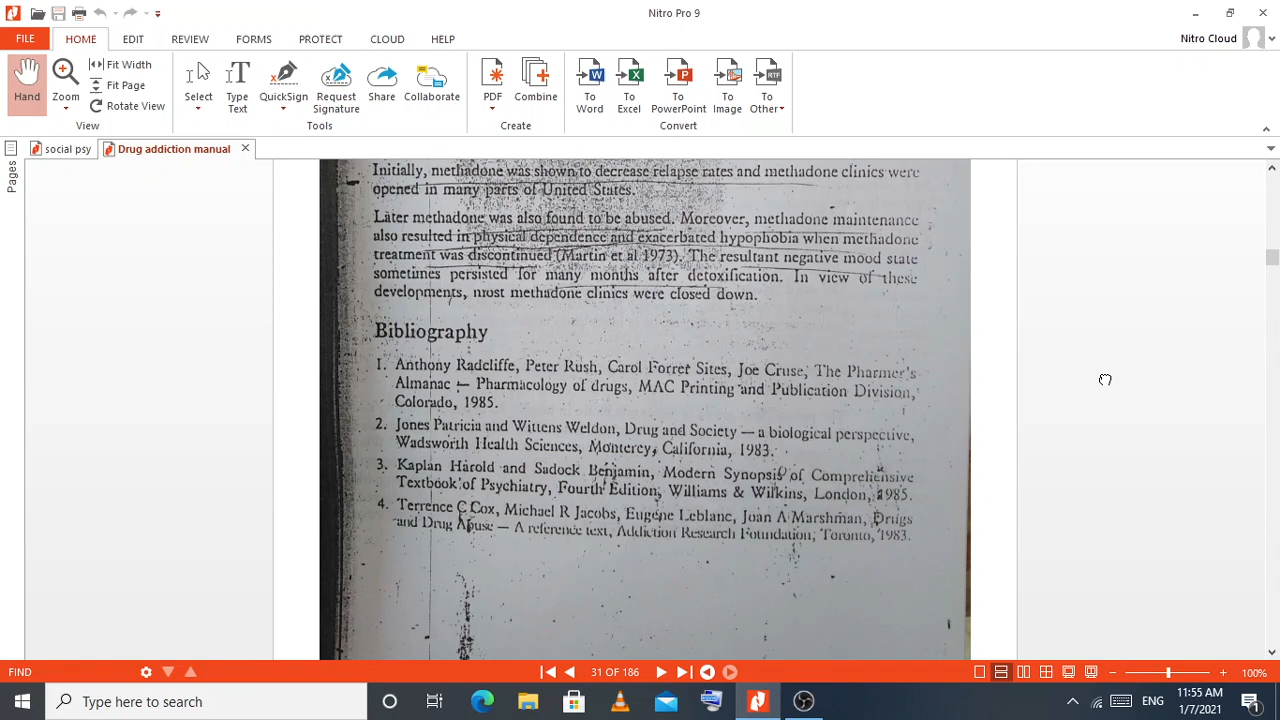 Nitro Pro 9
FILE HOME EDIT REVIEW FORMS PROTECT CLOUD HELP
Nitro Cloud
Hand
Zoom
Fit Width
Fit Page
Rotate View
View
Select
Type Text
QuickSign
Request Signature
Share
Collaborate
Tools
PDF
Combine
Create
To Word
To Excel
To PowerPoint
To Image
To Other
Convert
Pages
social psy
Drug addiction manual
Initially, methadone was shown to decrease relapse rates and methadone clinics were
opened in many parts of United States.
Later methadone was also found to be abused. Moreover, methadone maintenance
also resulted in physical dependence and exacerbated hypophobia when methadone
treatment was discontinued (Martin et al 1973). The resultant negative mood state
sometimes persisted for many months after detoxification. In view of these
developments, most methadone clinics were closed down.
Bibliography
1. Anthony Radcliffe, Peter Rush, Carol Forret Sites, Joe Cruse, The Pharmer's
Almanac — Pharmacology of drugs, MAC Printing and Publication Division,
Colorado, 1985.
2. Jones Patricia and Wittens Weldon, Drug and Society — a biological perspective,
Wadsworth Health Sciences, Monterey, California, 1983.
3. Kaplan Harold and Sadock Benjamin, Modern Synopsis of Comprehensive
Textbook of Psychiatry, Fourth Edition, Williams & Wilkins, London, 1985.
4. Terrence C Cox, Michael R Jacobs, Eugene Leblanc, Joan A Marshman, Drugs
and Drug Abuse — A reference text, Addiction Research Foundation, Toronto, 1983.
FIND
31 OF 186
100%
Type here to search
ENG
11:55 AM
1/7/2021